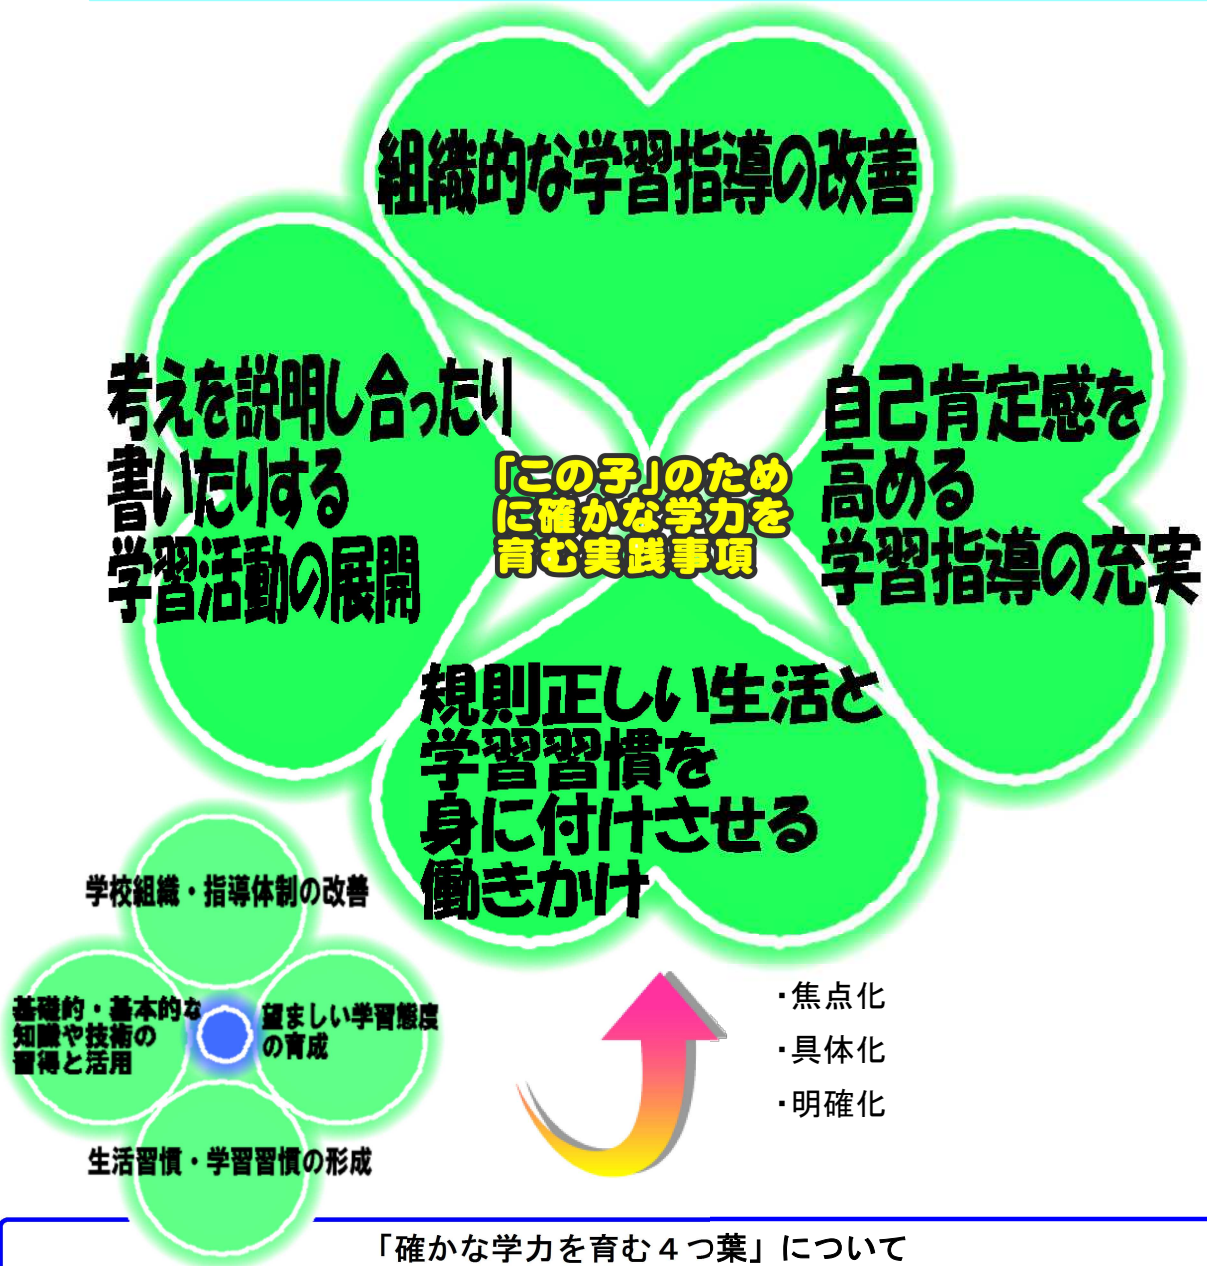 組織的な学習指導の改善
考えを説明し合ったり
書いたりする
学習活動の展開
「この子」のため
に確かな学力を
育む実践事項
自己肯定感を
高める
学習指導の充実
規則正しい生活と
学習習慣を
身に付けさせる
働きかけ
学校組織・指導体制の改善
基礎的・基本的な
知識や技術の
習得と活用
望ましい学習態度
の育成
生活習慣・学習習慣の形成
・焦点化
・具体化
・明確化
「確かな学力を育む４つ葉」について